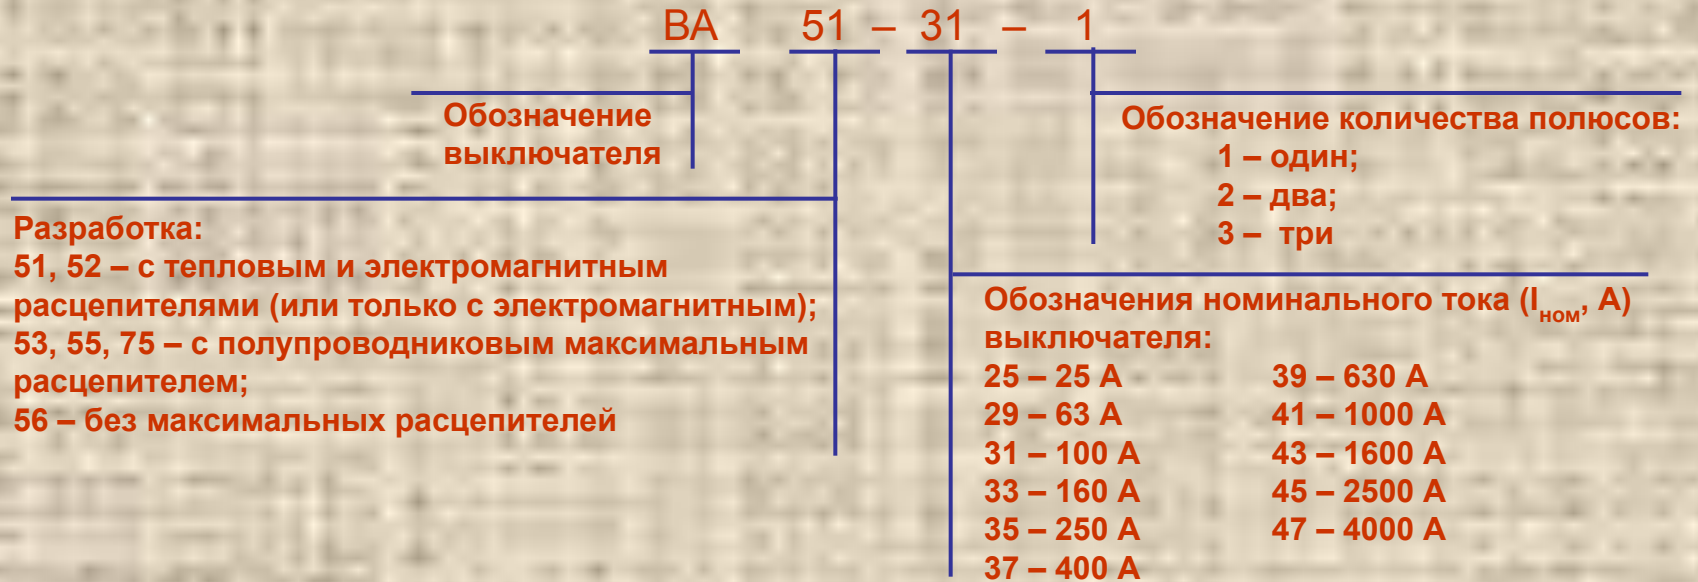 ВА 51 – 31 – 1
Обозначение
выключателя
Обозначение количества полюсов:
1 – один;
2 – два;
3 – три
Разработка:
51, 52 – с тепловым и электромагнитным
расцепителями (или только с электромагнитным);
53, 55, 75 – с полупроводниковым максимальным
расцепителем;
56 – без максимальных расцепителей
Обозначения номинального тока (Iном, А)
выключателя:
25 – 25 А
29 – 63 А
31 – 100 А
33 – 160 А
35 – 250 А
37 – 400 А
39 – 630 А
41 – 1000 А
43 – 1600 А
45 – 2500 А
47 – 4000 А